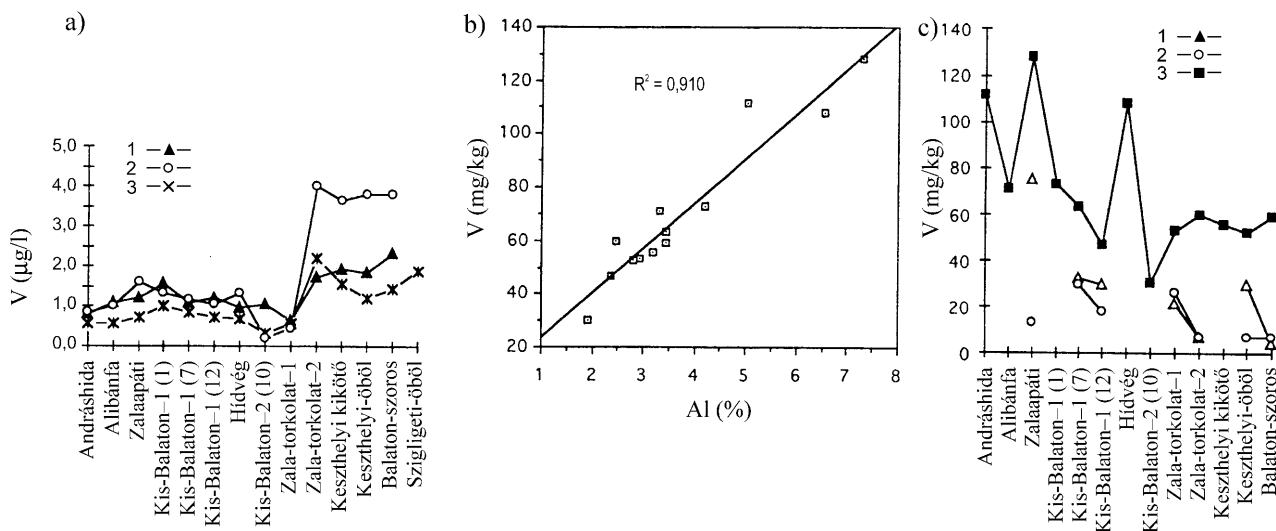 a)
V (µg/l)
5,0
4,0
3,0
2,0
1,0
0,0
1
2
3
Andráshida
Alibánfa
Zalaapáti
Kis-Balaton–1 (1)
Kis-Balaton–1 (7)
Kis-Balaton–1 (12)
Hídvég
Kis-Balaton–2 (10)
Zala-torkolat–1
Zala-torkolat–2
Keszthelyi kikötő
Keszthelyi-öböl
Balaton-szoros
Szigligeti-öböl
b)
V (mg/kg)
140
120
100
80
60
40
20
R² = 0,910
1 2 3 4 5 6 7 8
Al (%)
c)
V (mg/kg)
140
120
100
80
60
40
20
0
1
2
3
Andráshida
Alibánfa
Zalaapáti
Kis-Balaton–1 (1)
Kis-Balaton–1 (7)
Kis-Balaton–1 (12)
Hídvég
Kis-Balaton–2 (10)
Zala-torkolat–1
Zala-torkolat–2
Keszthelyi kikötő
Keszthelyi-öböl
Balaton-szoros